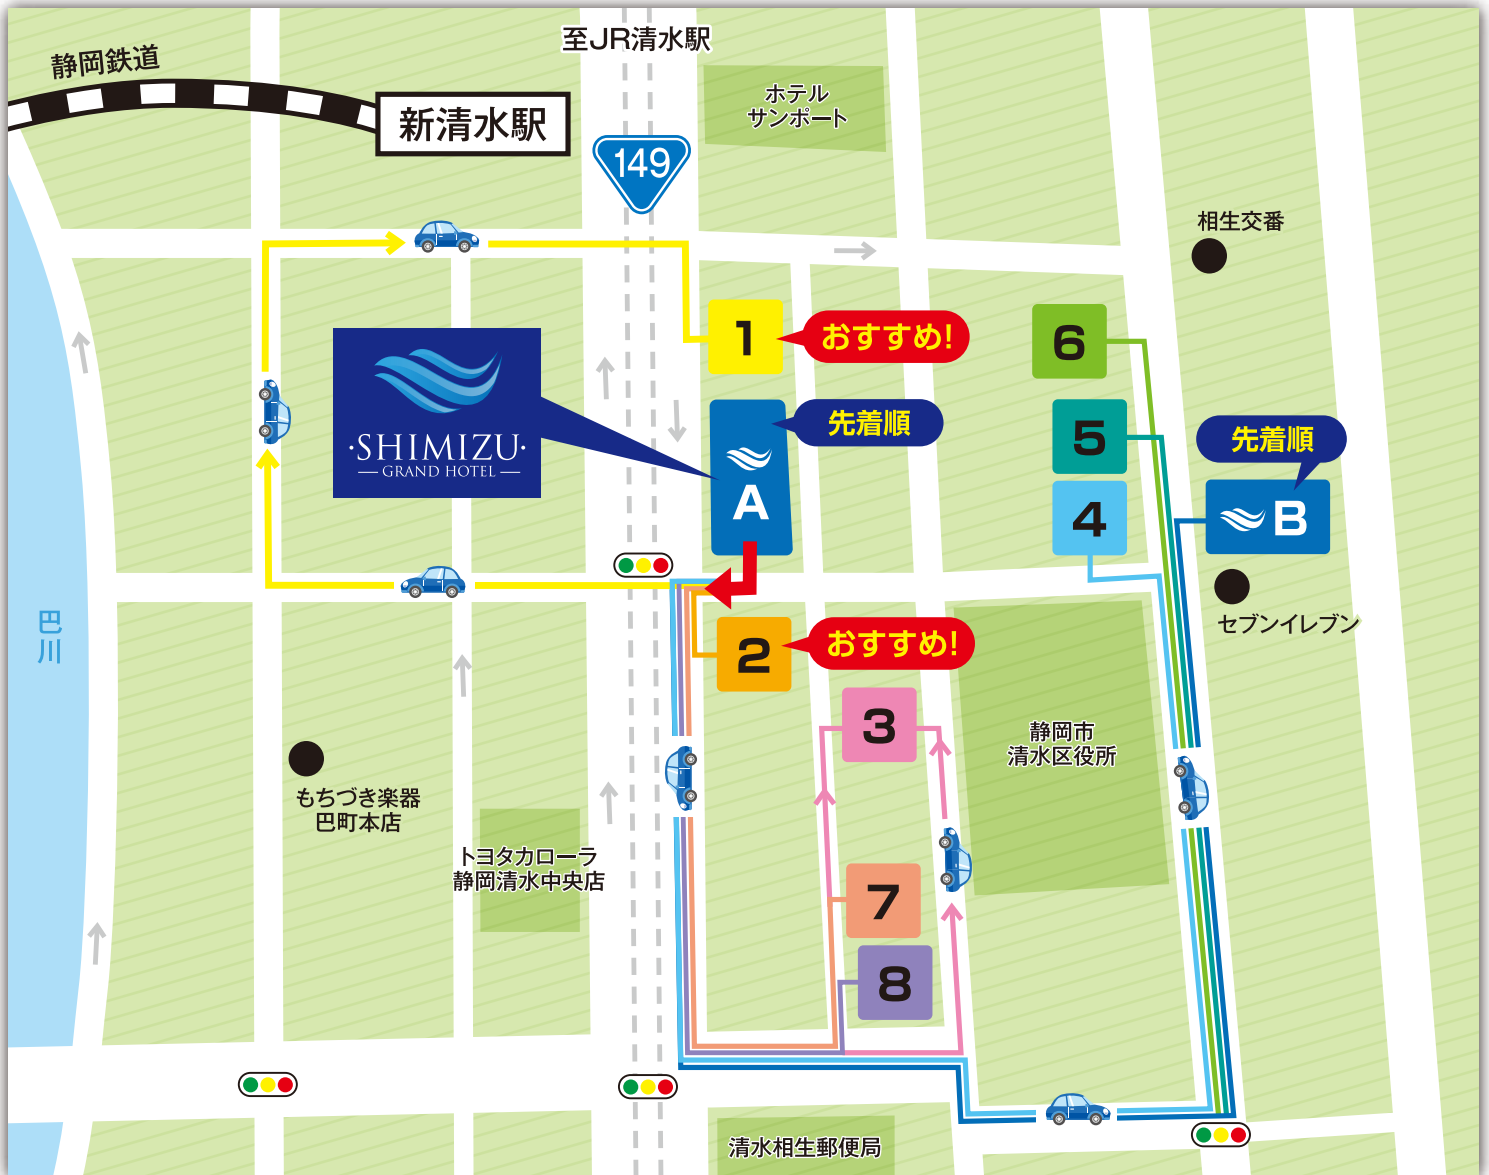 至JR清水駅
静岡鉄道
新清水駅
ホテル
サンポート
149
相生交番
1
おすすめ!
6
先着順
5
先着順
·SHIMIZU·
GRAND HOTEL
A
4
B
巴川
セブンイレブン
2
おすすめ!
3
静岡市
清水区役所
もちづき楽器
巴町本店
トヨタカローラ
静岡清水中央店
7
8
清水相生郵便局